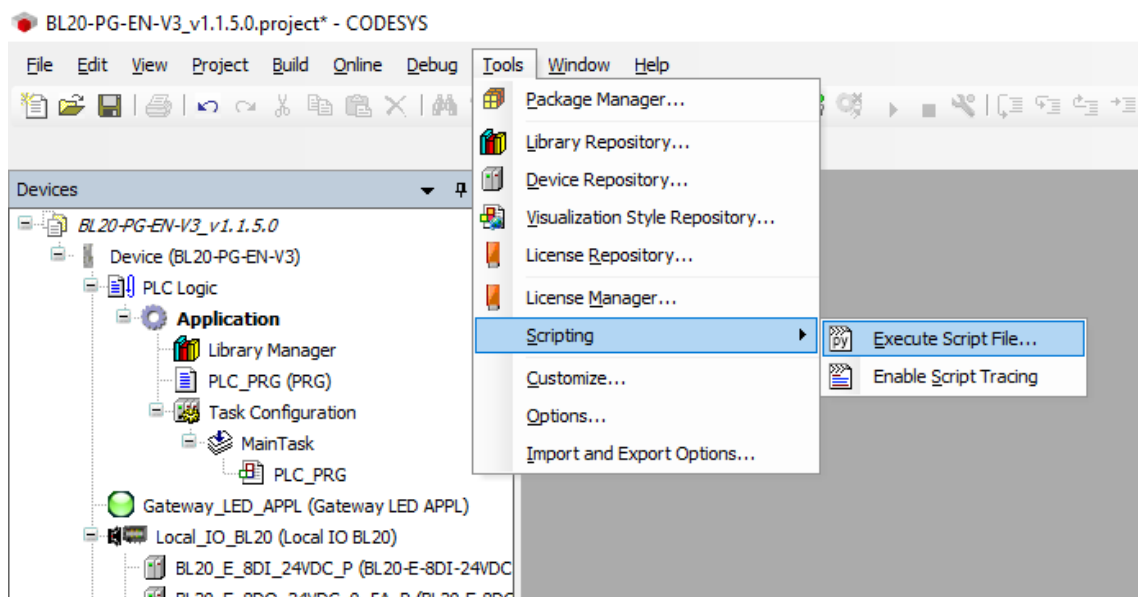 BL20-PG-EN-V3_v1.1.5.0.project* - CODESYS
File Edit View Project Build Online Debug Tools Window Help
Package Manager...
Library Repository...
Devices
Device Repository...
BL20-PG-EN-V3_v1.1.5.0
Visualization Style Repository...
Device (BL20-PG-EN-V3)
License Repository...
PLC Logic
License Manager...
Application
Scripting
py
Execute Script File...
Library Manager
PLC_PRG (PRG)
Customize...
Enable Script Tracing
Task Configuration
Options...
MainTask
Import and Export Options...
PLC_PRG
Gateway_LED_APPL (Gateway LED APPL)
Local_IO_BL20 (Local IO BL20)
BL20_E_8DI_24VDC_P (BL20-E-8DI-24VDC